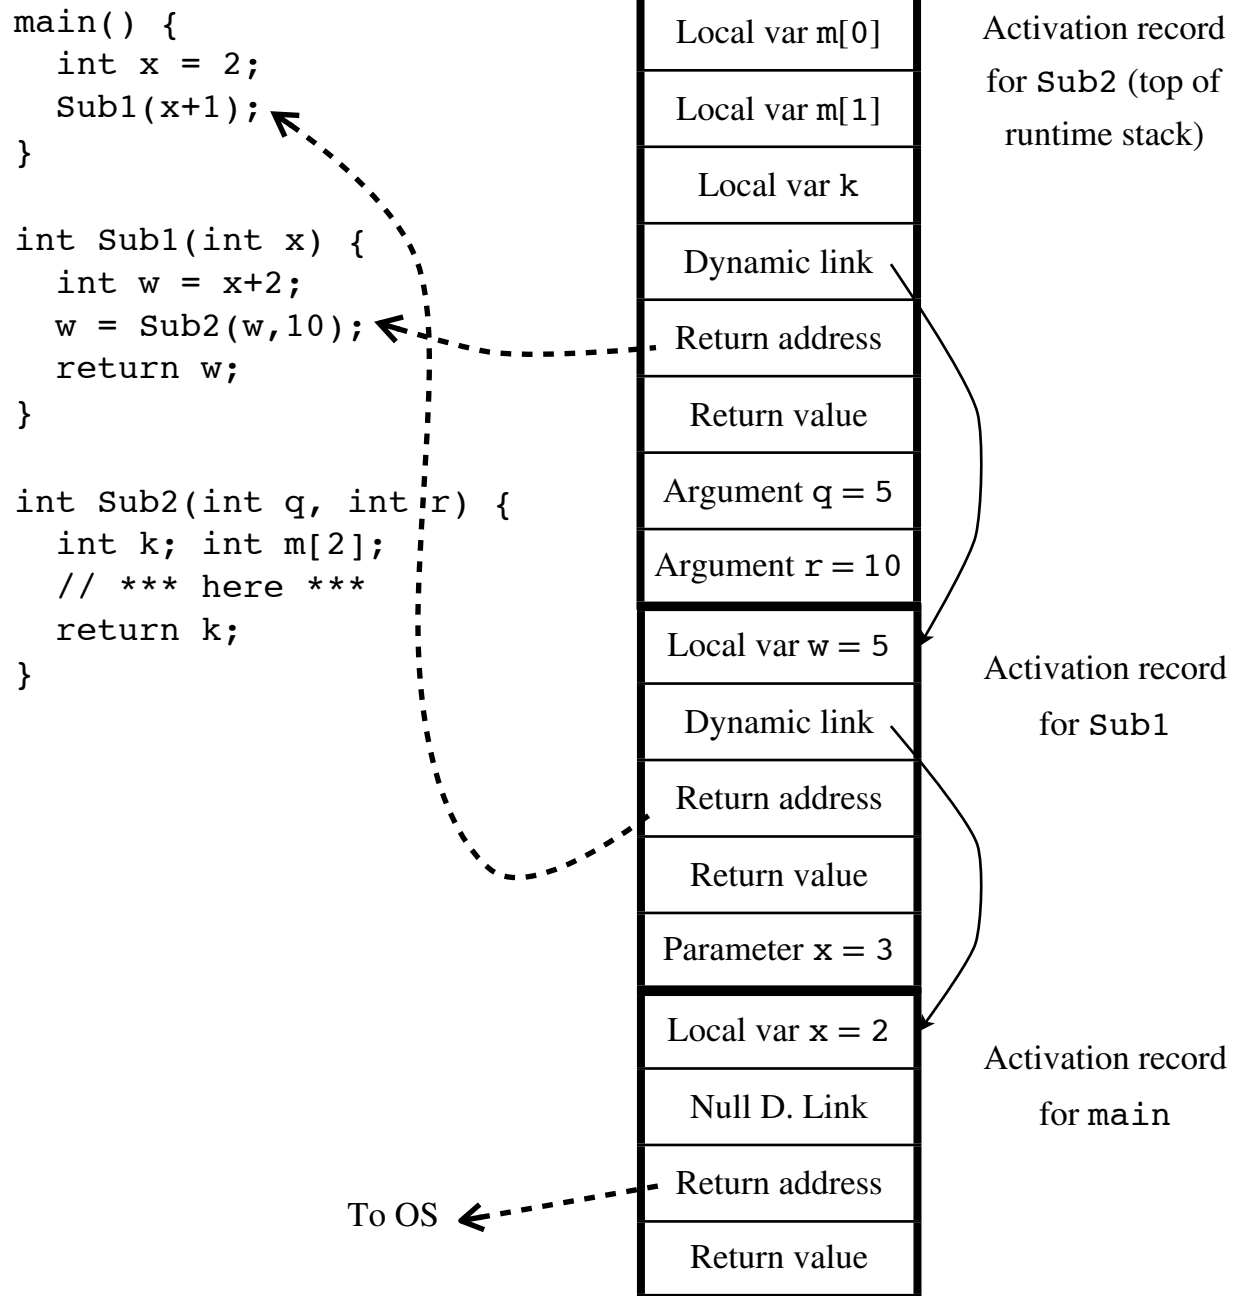 main() {
  int x = 2;
  Sub1(x+1);
}
int Sub1(int x) {
  int w = x+2;
  w = Sub2(w,10);
  return w;
}
int Sub2(int q, int r) {
  int k; int m[2];
  // *** here ***
  return k;
}
To OS
Local var m[0]
Local var m[1]
Local var k
Dynamic link
Return address
Return value
Argument q = 5
Argument r = 10
Local var w = 5
Dynamic link
Return address
Return value
Parameter x = 3
Local var x = 2
Null D. Link
Return address
Return value
Activation record
for Sub2 (top of
runtime stack)
Activation record
for Sub1
Activation record
for main